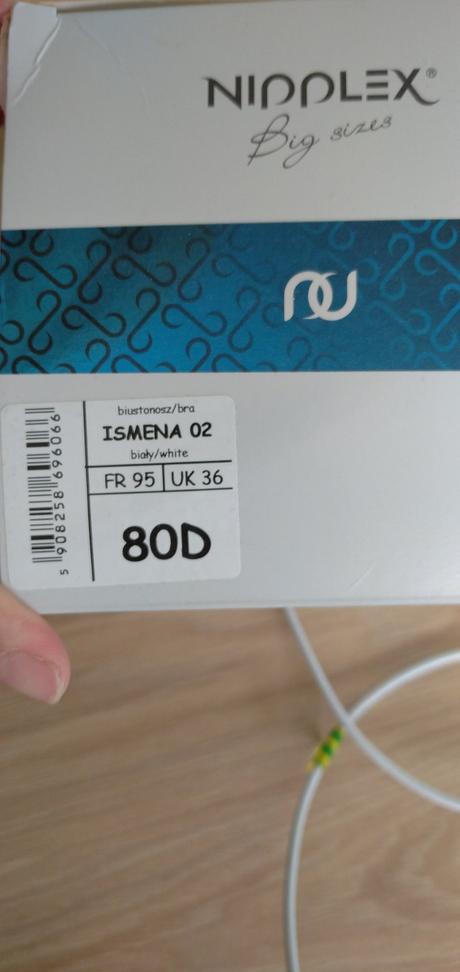 NIPPLEX®
Big sizes
biustonosz/bra
ISMENA 02
biały/white
FR 95 UK 36
80D
5 908258 696066